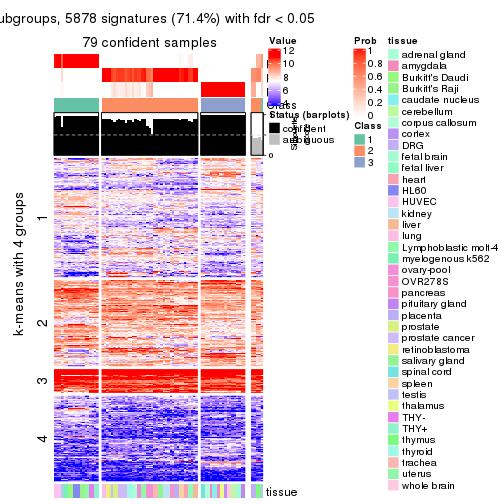 ubgroups, 5878 signatures (71.4%) with fdr < 0.05
79 confident samples
k-means with 4 groups
1
2
3
4
tissue
Value
12
10
8
6
4
Class
Status (barplots)
confident
ambiguous
0
Prob
1
0.8
0.6
0.4
0.2
0
Class
1
2
3
tissue
adrenal gland
amygdala
Burkitt's Daudi
Burkitt's Raji
caudate nucleus
cerebellum
corpus callosum
cortex
DRG
fetal brain
fetal liver
heart
HL60
HUVEC
kidney
liver
lung
Lymphoblastic molt-4
myelogenous k562
ovary-pool
OVR278S
pancreas
pituitary gland
placenta
prostate
prostate cancer
retinoblastoma
salivary gland
spinal cord
spleen
testis
thalamus
THY-
THY+
thymus
thyroid
trachea
uterus
whole brain